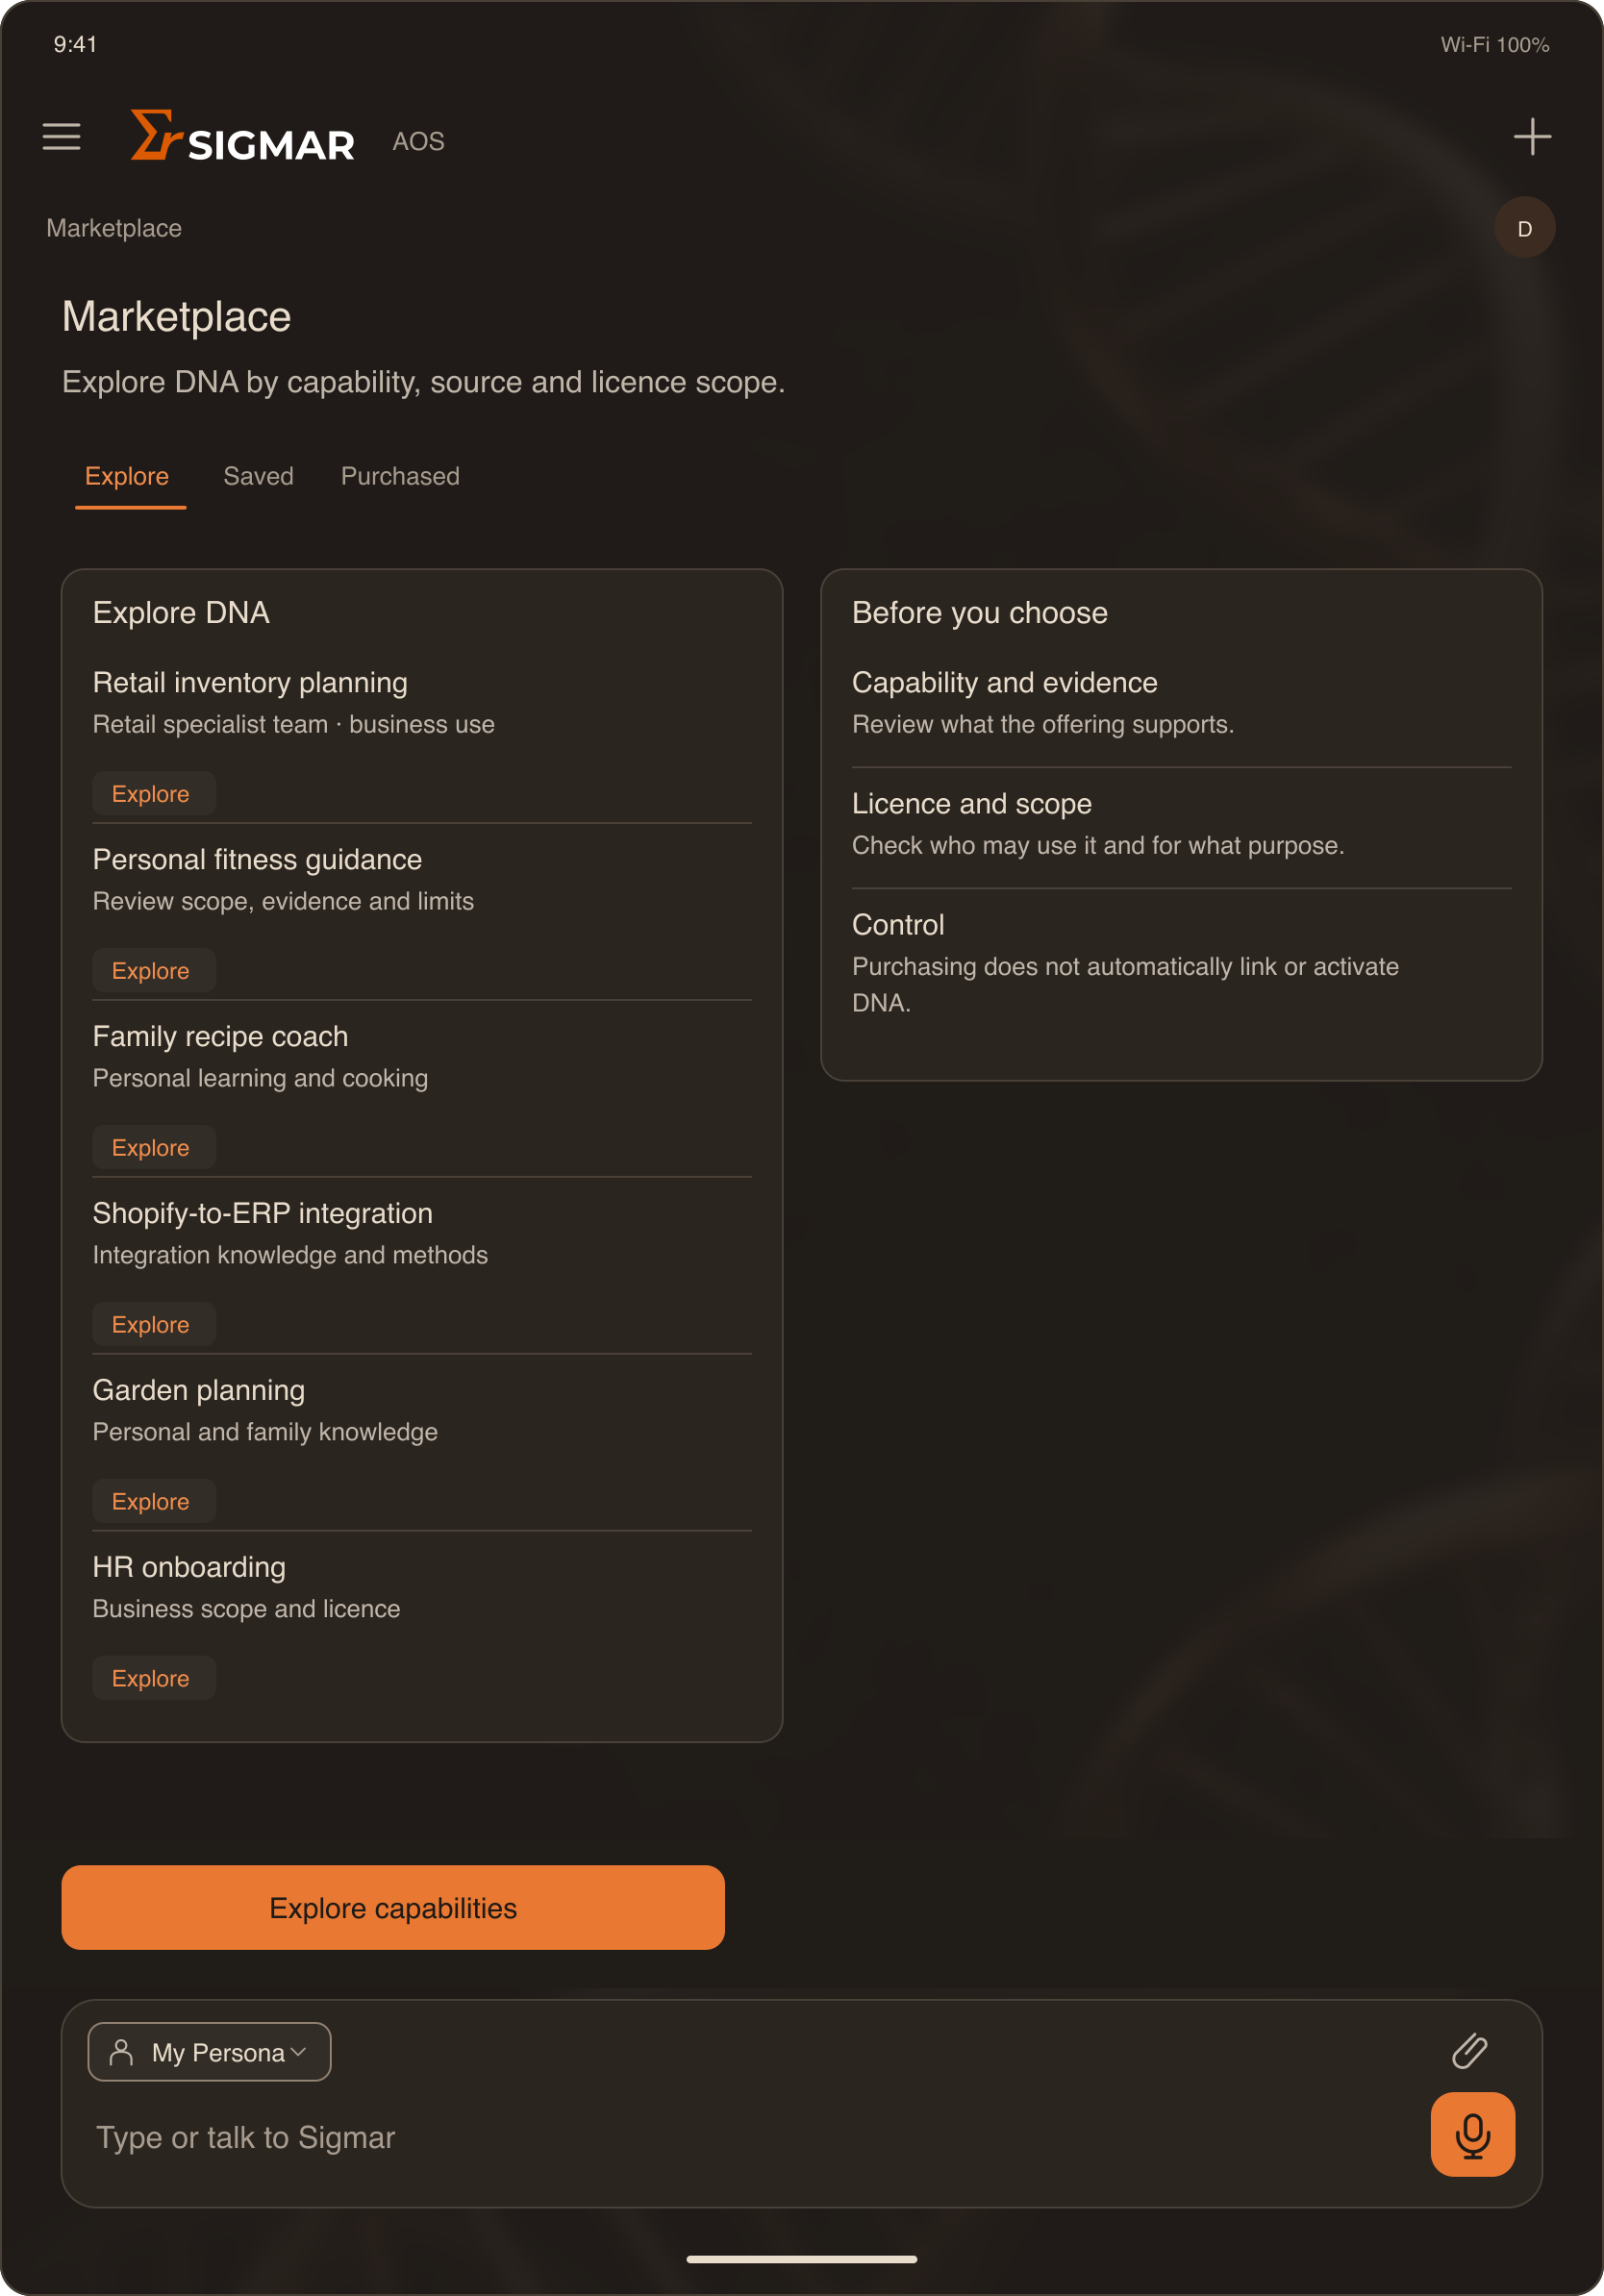 9:41
Wi-Fi 100%
Σr SIGMAR AOS
Marketplace
D
Marketplace
Explore DNA by capability, source and licence scope.
Explore
Saved
Purchased
Explore DNA
Retail inventory planning
Retail specialist team · business use
Explore
Personal fitness guidance
Review scope, evidence and limits
Explore
Family recipe coach
Personal learning and cooking
Explore
Shopify-to-ERP integration
Integration knowledge and methods
Explore
Garden planning
Personal and family knowledge
Explore
HR onboarding
Business scope and licence
Explore
Before you choose
Capability and evidence
Review what the offering supports.
Licence and scope
Check who may use it and for what purpose.
Control
Purchasing does not automatically link or activate
DNA.
Explore capabilities
My Persona
Type or talk to Sigmar